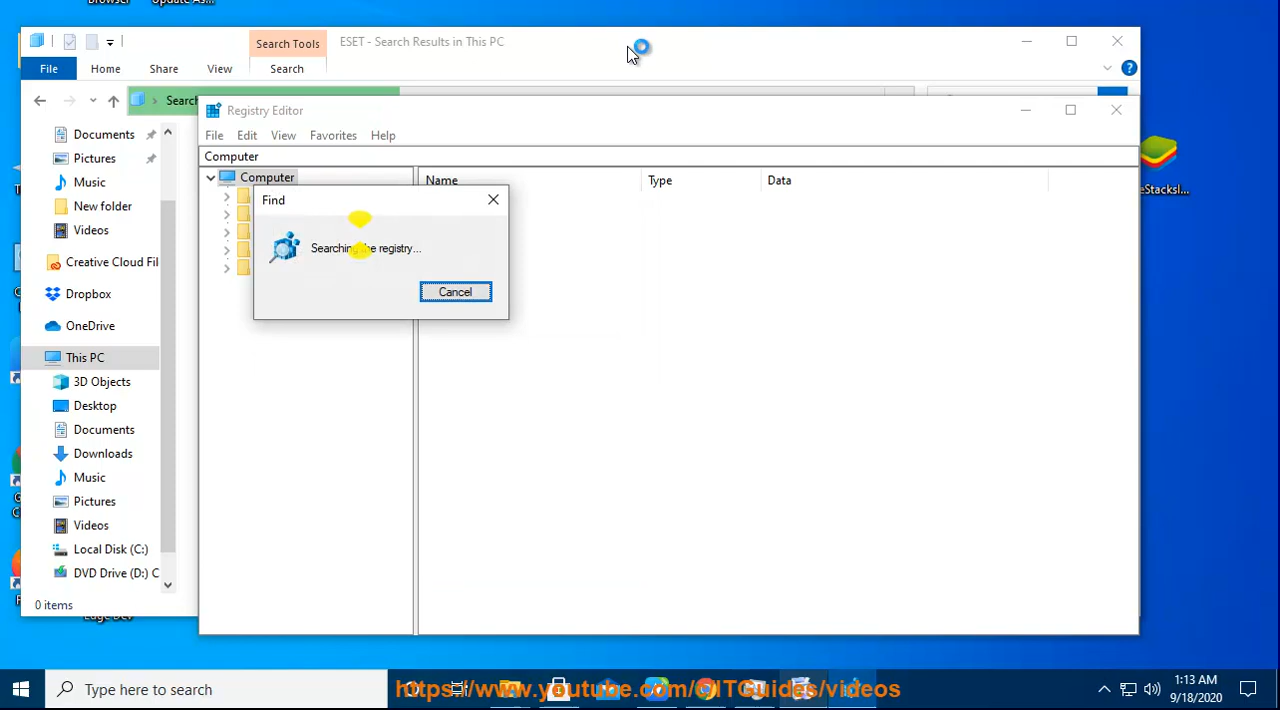 Browser
Update As...
Search Tools
ESET - Search Results in This PC
File
Home
Share
View
Search
Search
Registry Editor
File
Edit
View
Favorites
Help
Computer
Computer
Name
Type
Data
Find
Searching the registry...
Cancel
Documents
Pictures
Music
New folder
Videos
Creative Cloud Fil
Dropbox
OneDrive
This PC
3D Objects
Desktop
Documents
Downloads
Music
Pictures
Videos
Local Disk (C:)
DVD Drive (D:) C
0 items
Edge Dev
eStacksl...
Type here to search
https://www.youtube.com/QITGuides/videos
1:13 AM
9/18/2020